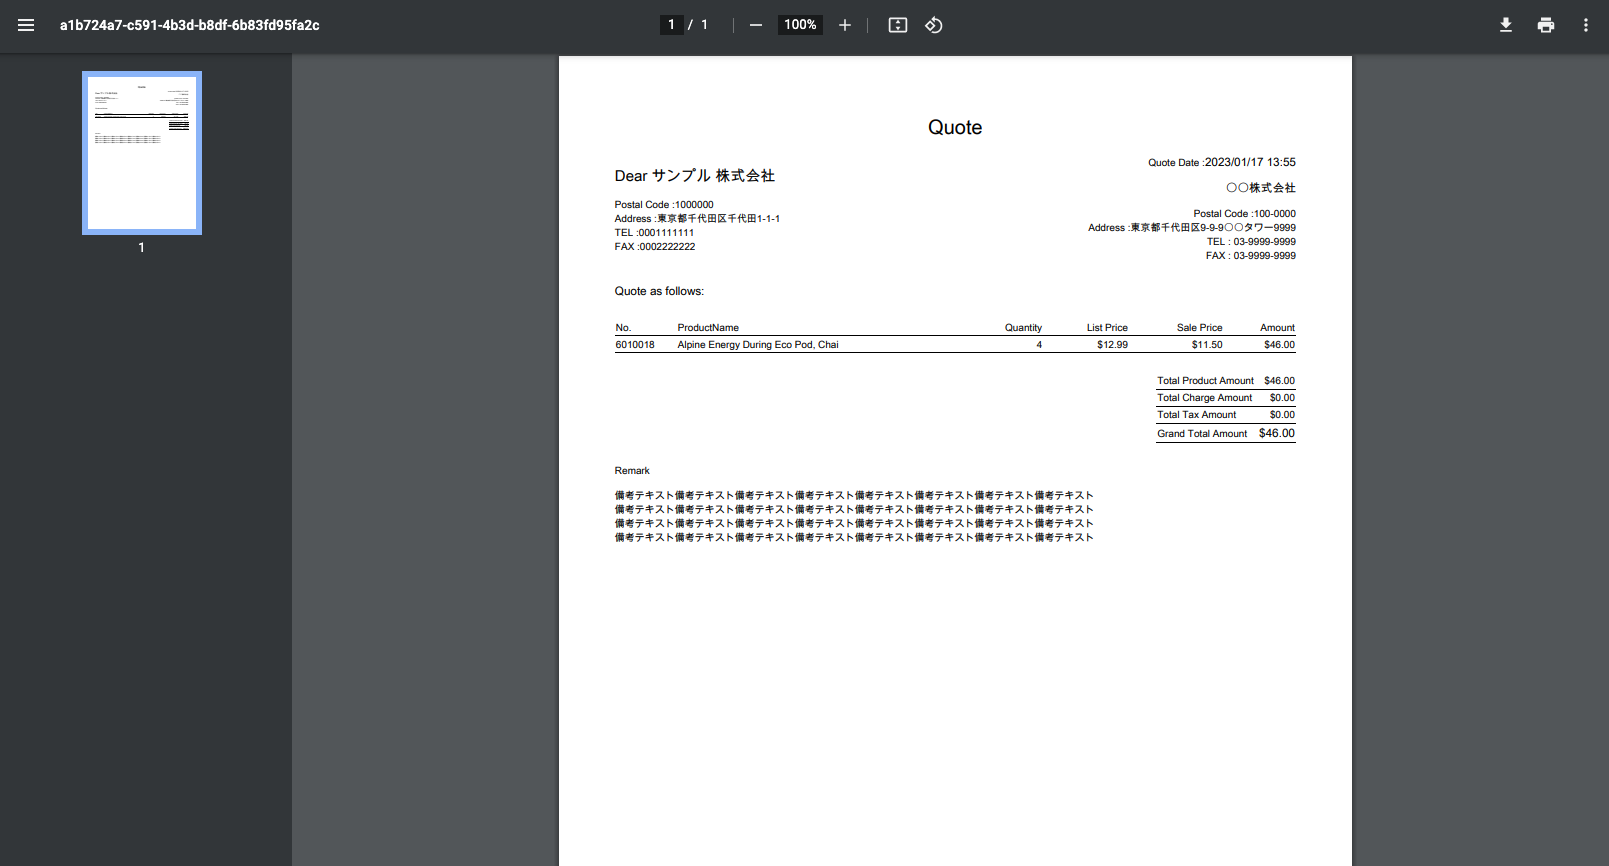 a1b724a7-c591-4b3d-b8df-6b83fd95fa2c
1 / 1
100%
1
Quote
Quote Date :2023/01/17 13:55
Dear サンプル 株式会社
〇〇株式会社
Postal Code :1000000
Address :東京都千代田区千代田1-1-1
TEL :0001111111
FAX :0002222222
Postal Code :100-0000
Address :東京都千代田区9-9-9〇〇タワー9999
TEL : 03-9999-9999
FAX : 03-9999-9999
Quote as follows:
No. ProductName Quantity List Price Sale Price Amount
6010018 Alpine Energy During Eco Pod, Chai 4 $12.99 $11.50 $46.00
Total Product Amount $46.00
Total Charge Amount $0.00
Total Tax Amount $0.00
Grand Total Amount $46.00
Remark
備考テキスト備考テキスト備考テキスト備考テキスト備考テキスト備考テキスト備考テキスト備考テキスト
備考テキスト備考テキスト備考テキスト備考テキスト備考テキスト備考テキスト備考テキスト備考テキスト
備考テキスト備考テキスト備考テキスト備考テキスト備考テキスト備考テキスト備考テキスト備考テキスト
備考テキスト備考テキスト備考テキスト備考テキスト備考テキスト備考テキスト備考テキスト備考テキスト